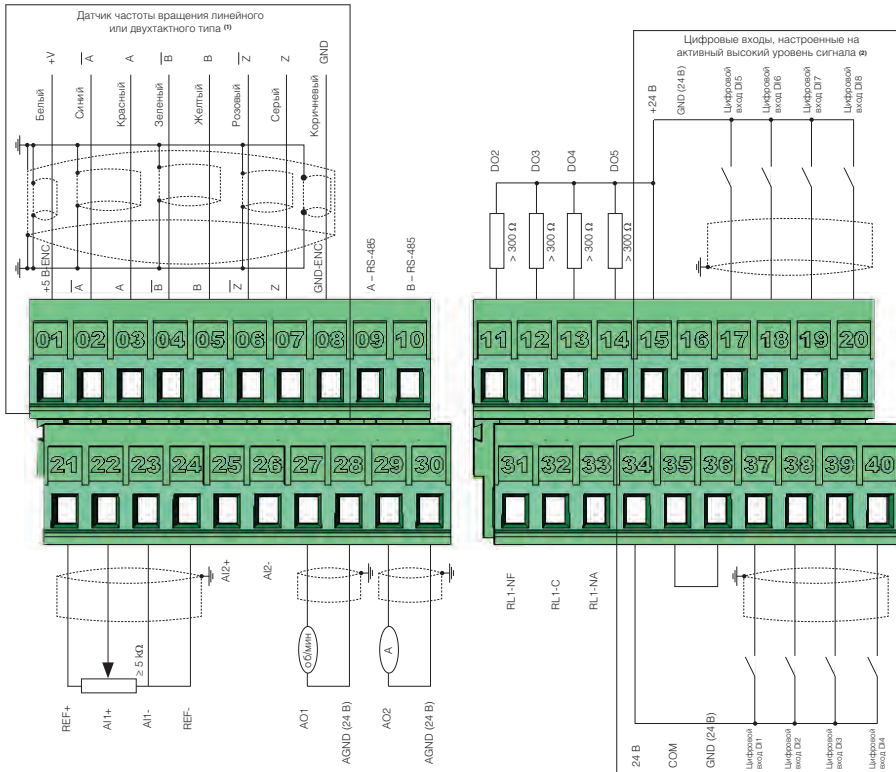 Датчик частоты вращения линейного
или двухтактного типа (1)
Цифровые входы, настроенные на
активный высокий уровень сигнала (2)
+V
A
A
B
B
Z
Z
GND
Белый
Синий
Красный
Зеленый
Желтый
Розовый
Серый
Коричневый
+5 В-ENC
A
A
B
B
Z
Z
GND-ENC
A – RS-485
B – RS-485
DO2
DO3
DO4
DO5
+24 В
GND (24 В)
Цифровой
вход DI5
Цифровой
вход DI6
Цифровой
вход DI7
Цифровой
вход DI8
> 300 Ω
> 300 Ω
> 300 Ω
> 300 Ω
01 02 03 04 05 06 07 08 09 10
11 12 13 14 15 16 17 18 19 20
21 22 23 24 25 26 27 28 29 30
31 32 33 34 35 36 37 38 39 40
≥ 5 kΩ
AI2+
AI2-
об/мин
A
REF+
AI1+
AI1-
REF-
AO1
AGND (24 В)
AO2
AGND (24 В)
RL1-NF
RL1-C
RL1-NA
24 В
COM
GND (24 В)
Цифровой
вход DI1
Цифровой
вход DI2
Цифровой
вход DI3
Цифровой
вход DI4